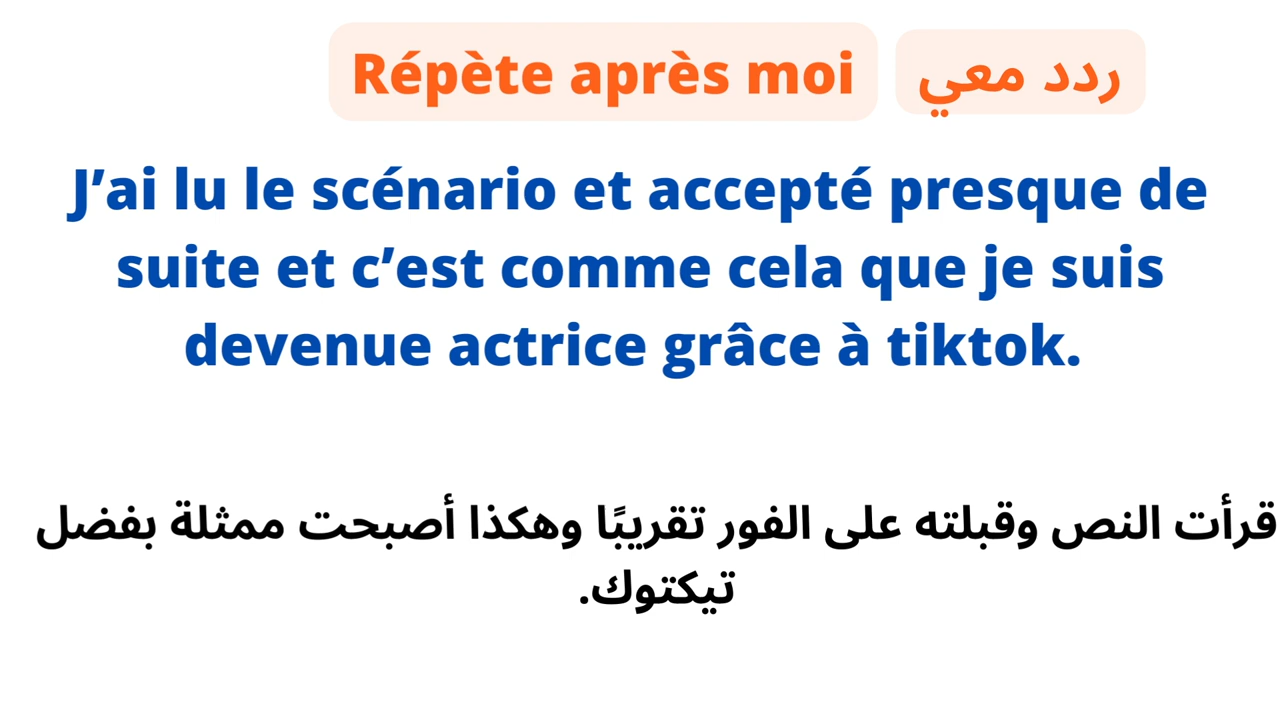 Répète après moi ردد معي
J’ai lu le scénario et accepté presque de
suite et c’est comme cela que je suis
devenue actrice grâce à tiktok.
قرأت النص وقبلته على الفور تقريبًا وهكذا أصبحت ممثلة بفضل
تيكتوك.